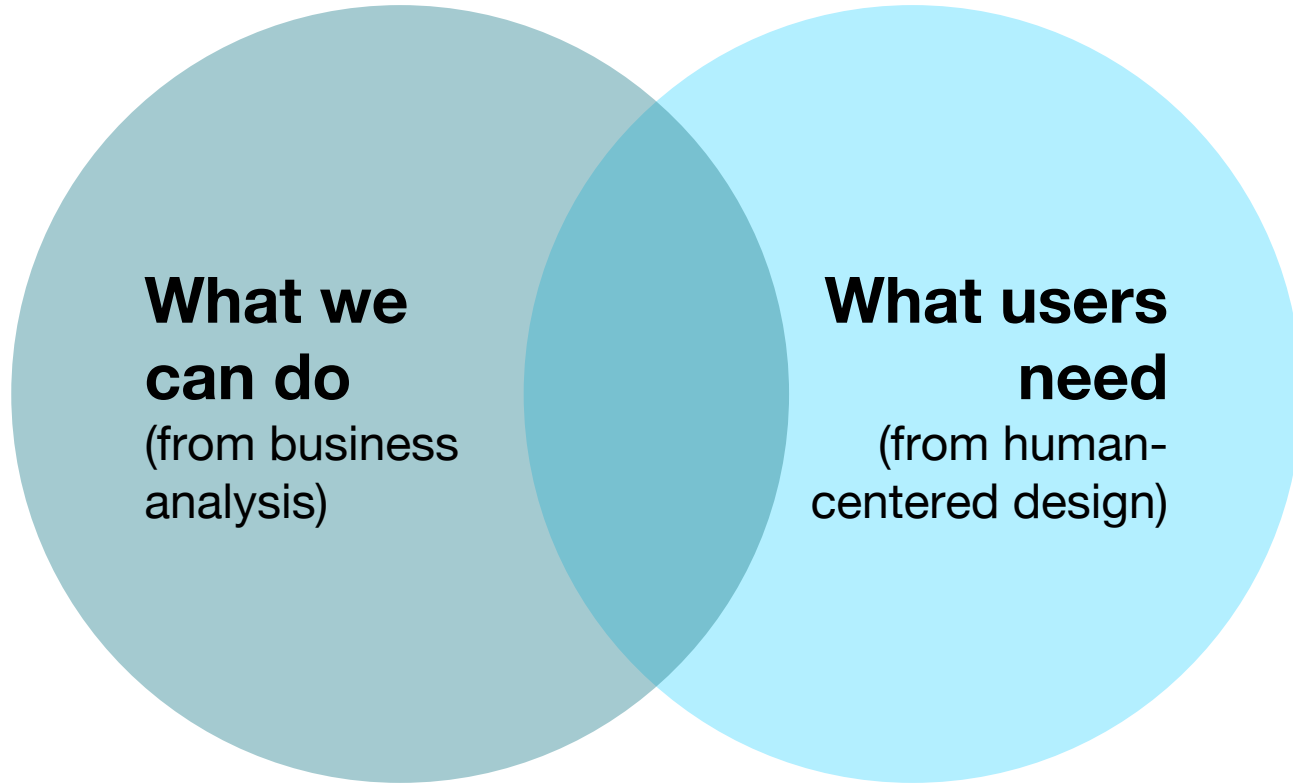 What we
can do
(from business
analysis)
What users
need
(from human-
centered design)